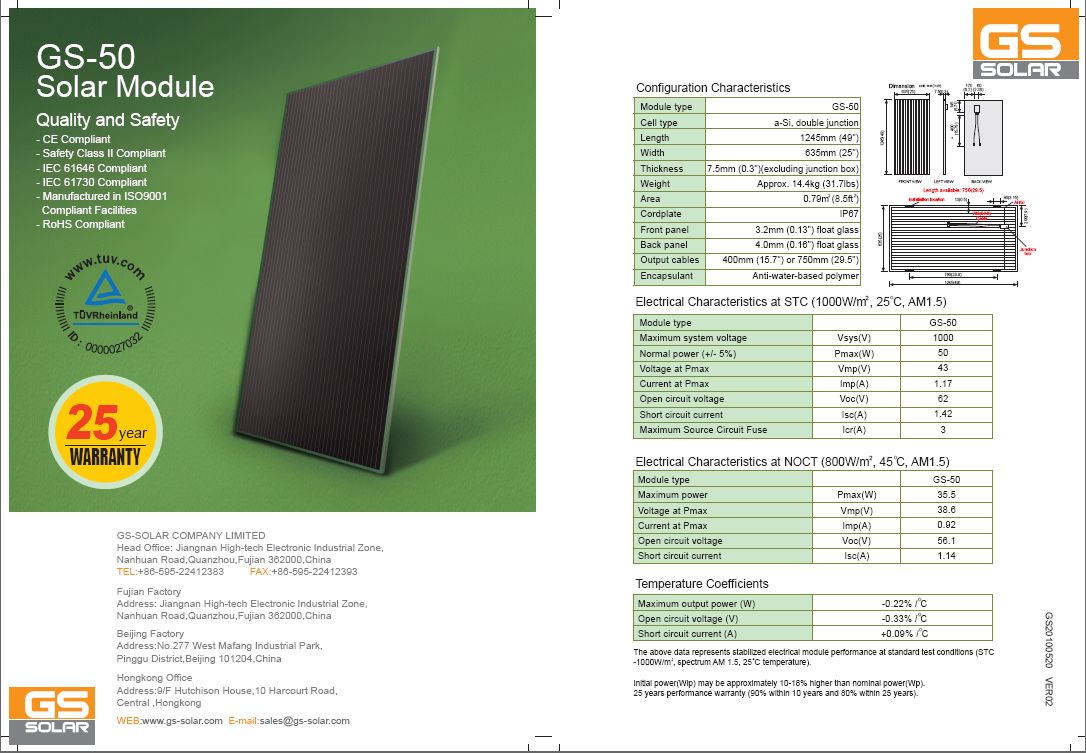 GS-50
Solar Module
Quality and Safety
- CE Compliant
- Safety Class II Compliant
- IEC 61646 Compliant
- IEC 61730 Compliant
- Manufactured in ISO9001
Compliant Facilities
- RoHS Compliant
www.tuv.com
TÜVRheinland®
ID: 0000027032
25 year
WARRANTY
GS-SOLAR COMPANY LIMITED
Head Office: Jiangnan High-tech Electronic Industrial Zone,
Nanhuan Road,Quanzhou,Fujian 362000,China
TEL:+86-595-22412383 FAX:+86-595-22412393
Fujian Factory
Address: Jiangnan High-tech Electronic Industrial Zone,
Nanhuan Road,Quanzhou,Fujian 362000,China
Beijing Factory
Address:No.277 West Mafang Industrial Park,
Pinggu District,Beijing 101204,China
Hongkong Office
Address:9/F Hutchison House,10 Harcourt Road,
Central ,Hongkong
WEB:www.gs-solar.com E-mail:sales@gs-solar.com
GS
SOLAR
GS
SOLAR
Configuration Characteristics
Module type GS-50
Cell type a-Si, double junction
Length 1245mm (49")
Width 635mm (25")
Thickness 7.5mm (0.3")(excluding junction box)
Weight Approx. 14.4kg (31.7lbs)
Area 0.79m² (8.5ft²)
Cordplate IP67
Front panel 3.2mm (0.13") float glass
Back panel 4.0mm (0.16") float glass
Output cables 400mm (15.7") or 750mm (29.5")
Encapsulant Anti-water-based polymer
Dimension
635(25)
FRONT VIEW LEFT VIEW BACK VIEW
Length available: 750(29.5)
Installation location
Junction
box
635(25)
Electrical Characteristics at STC (1000W/m², 25°C, AM1.5)
Module type GS-50
Maximum system voltage Vsys(V) 1000
Normal power (+/- 5%) Pmax(W) 50
Voltage at Pmax Vmp(V) 43
Current at Pmax Imp(A) 1.17
Open circuit voltage Voc(V) 62
Short circuit current Isc(A) 1.42
Maximum Source Circuit Fuse Icr(A) 3
Electrical Characteristics at NOCT (800W/m², 45°C, AM1.5)
Module type GS-50
Maximum power Pmax(W) 35.5
Voltage at Pmax Vmp(V) 38.6
Current at Pmax Imp(A) 0.92
Open circuit voltage Voc(V) 56.1
Short circuit current Isc(A) 1.14
Temperature Coefficients
Maximum output power (W) -0.22% /°C
Open circuit voltage (V) -0.33% /°C
Short circuit current (A) +0.09% /°C
The above data represents stabilized electrical module performance at standard test conditions (STC
-1000W/m², spectrum AM 1.5, 25°C temperature).
Initial power(Wip) may be approximately 10-18% higher than nominal power(Wp).
25 years performance warranty (90% within 10 years and 80% within 25 years).
GS20100520 VER02